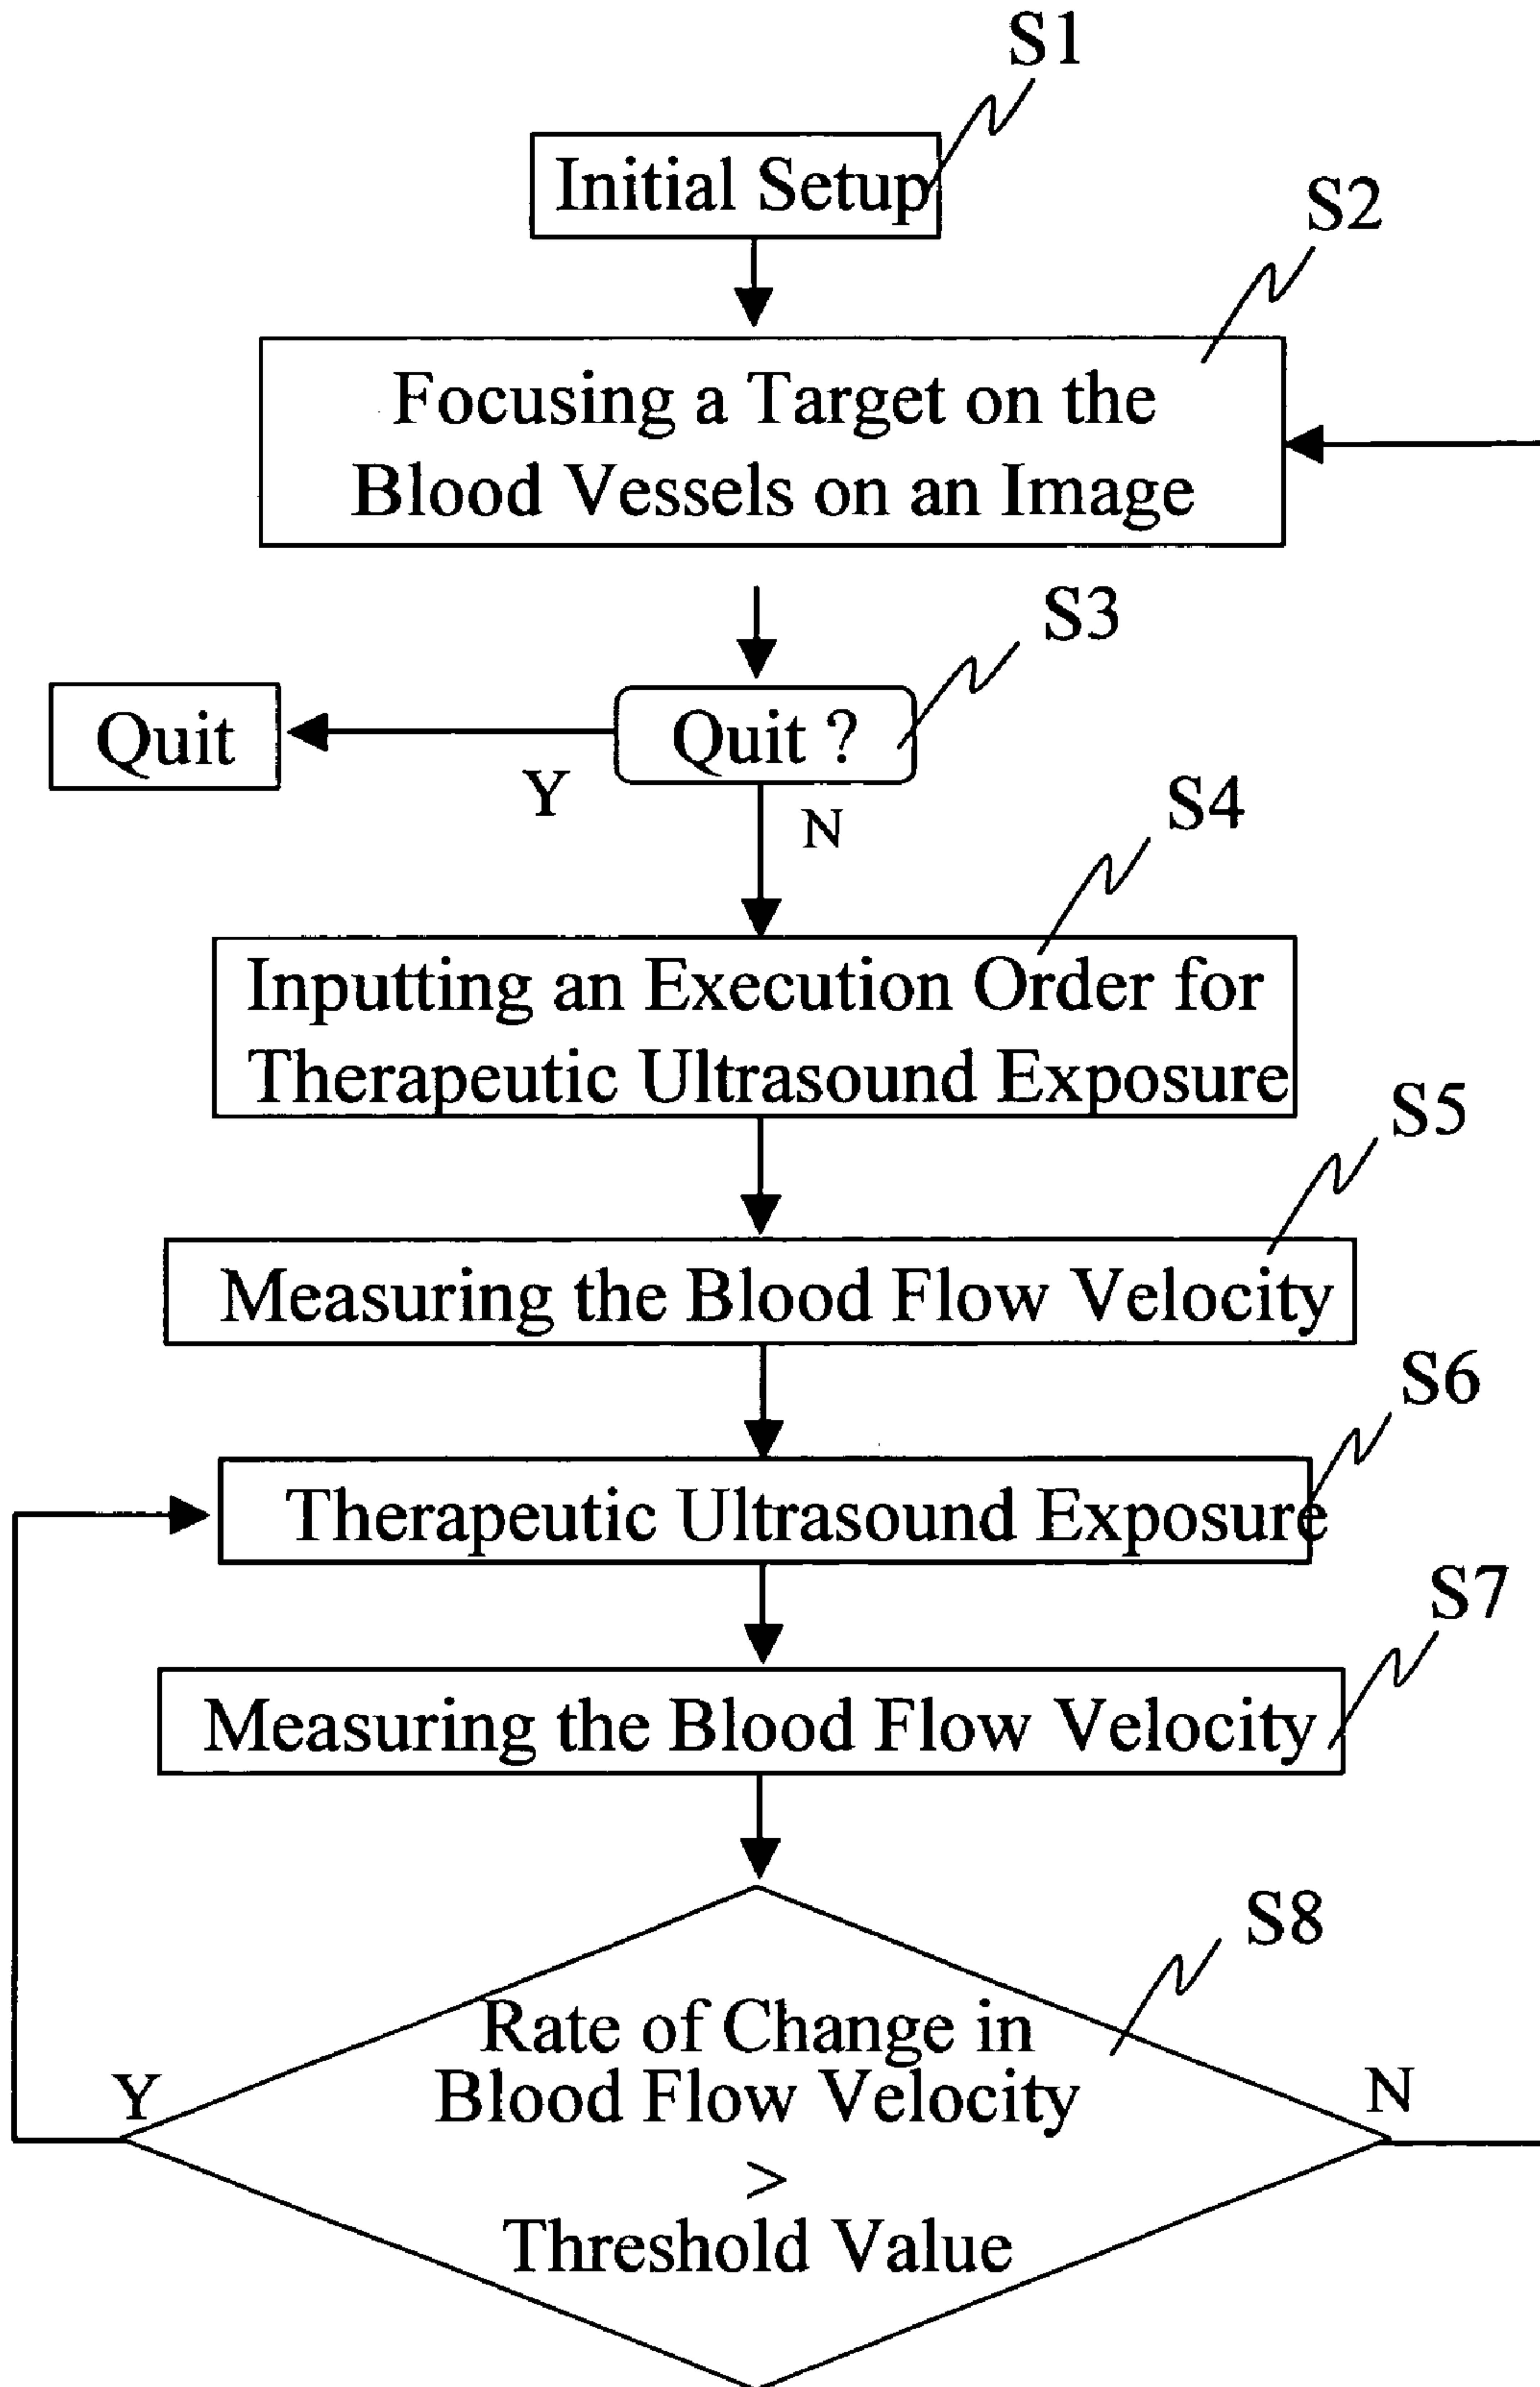 S1
Initial Setup
S2
Focusing a Target on the
Blood Vessels on an Image
S3
Quit
Quit ?
Y
N
S4
Inputting an Execution Order for
Therapeutic Ultrasound Exposure
S5
Measuring the Blood Flow Velocity
S6
Therapeutic Ultrasound Exposure
S7
Measuring the Blood Flow Velocity
S8
Rate of Change in
Blood Flow Velocity
>
Threshold Value
Y
N